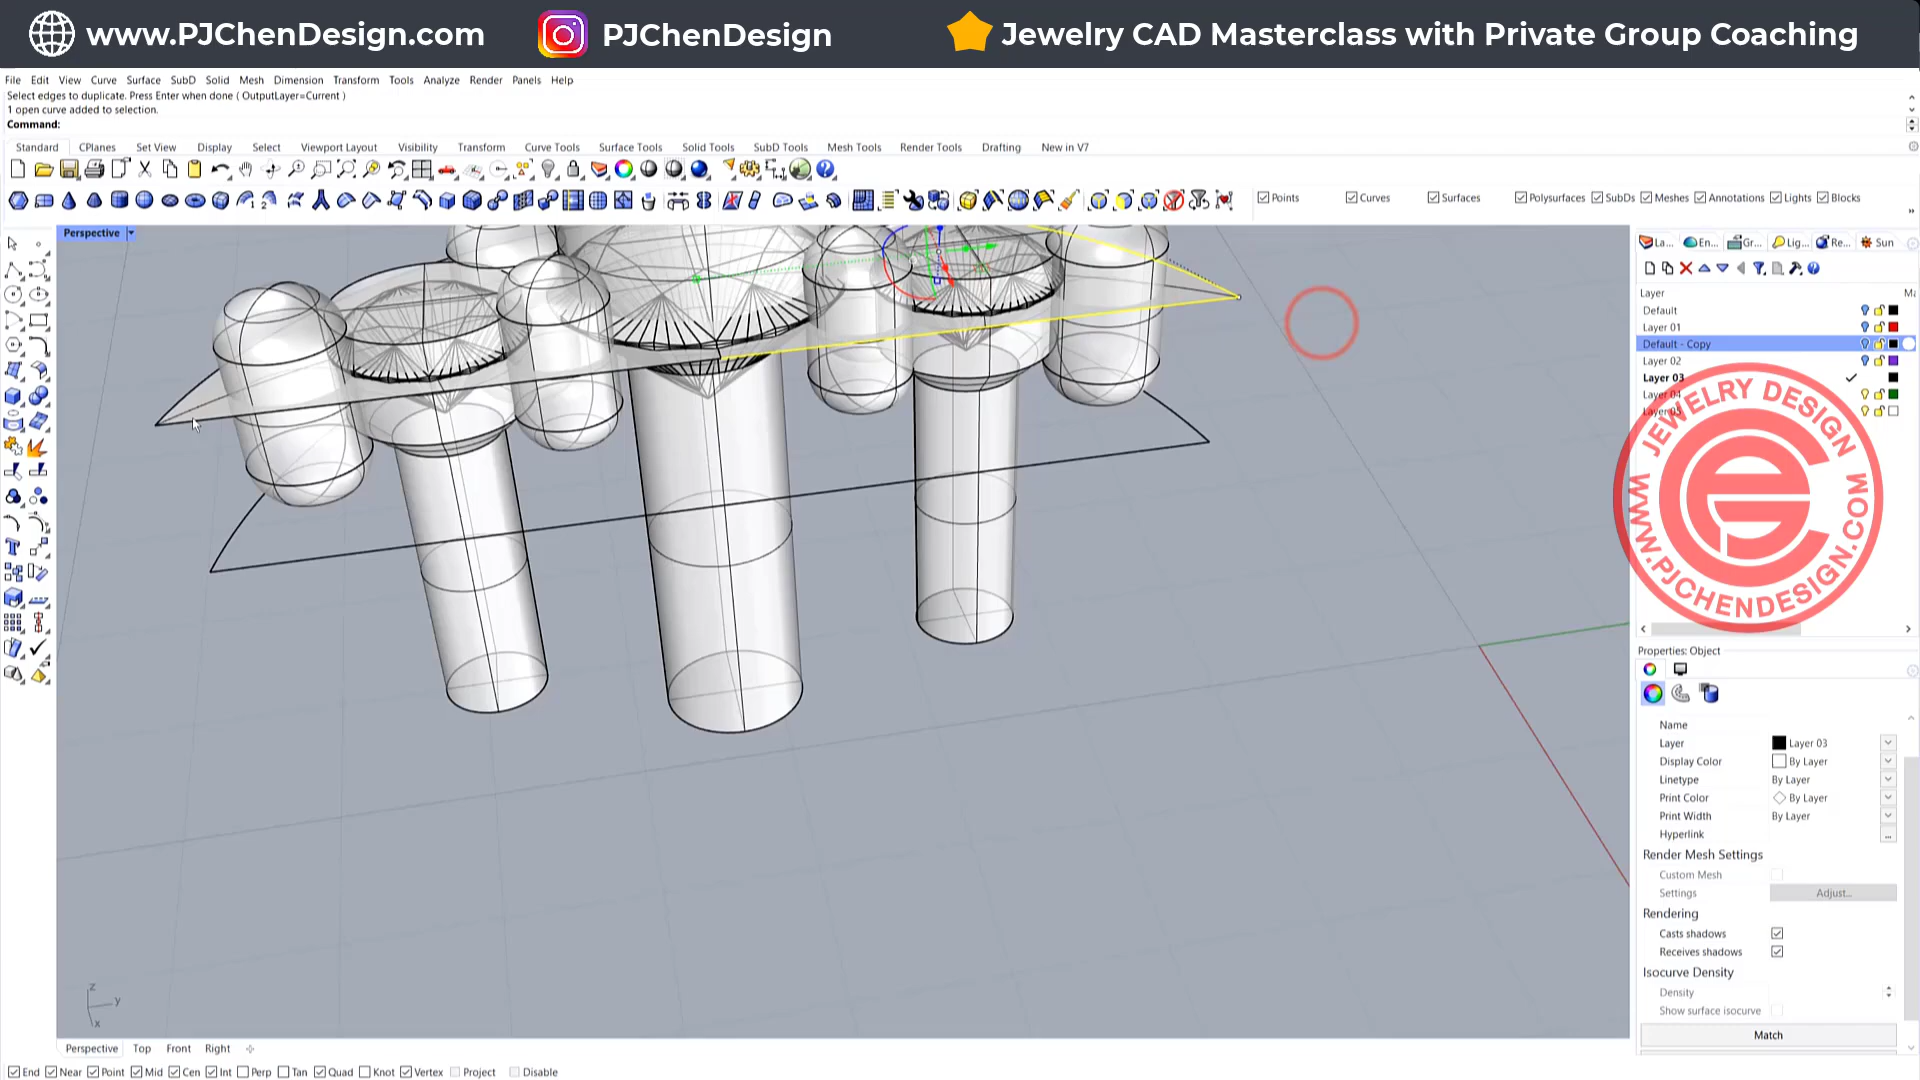 www.PJChenDesign.com PJChenDesign Jewelry CAD Masterclass with Private Group Coaching
File Edit View Curve Surface SubD Solid Mesh Dimension Transform Tools Analyze Render Panels Help
Select edges to duplicate. Press Enter when done ( OutputLayer=Current )
1 open curve added to selection.
Command:
Standard CPlanes Set View Display Select Viewport Layout Visibility Transform Curve Tools Surface Tools Solid Tools SubD Tools Mesh Tools Render Tools Drafting New in V7
Points Curves Surfaces Polysurfaces SubDs Meshes Annotations Lights Blocks
Perspective
La... En... Gr... Lig... Re... Sun
Layer
Default
Layer 01
Default - Copy
Layer 02
Layer 03
JEWELRY DESIGN
WWW.PJCHENDESIGN.COM
Properties: Object
Name
Layer Layer 03
Display Color By Layer
Linetype By Layer
Print Color By Layer
Print Width By Layer
Hyperlink ...
Render Mesh Settings
Custom Mesh
Settings Adjust...
Rendering
Casts shadows
Receives shadows
Isocurve Density
Density
Show surface isocurve
Match
z
y
x
Perspective Top Front Right
End Near Point Mid Cen Int Perp Tan Quad Knot Vertex Project Disable